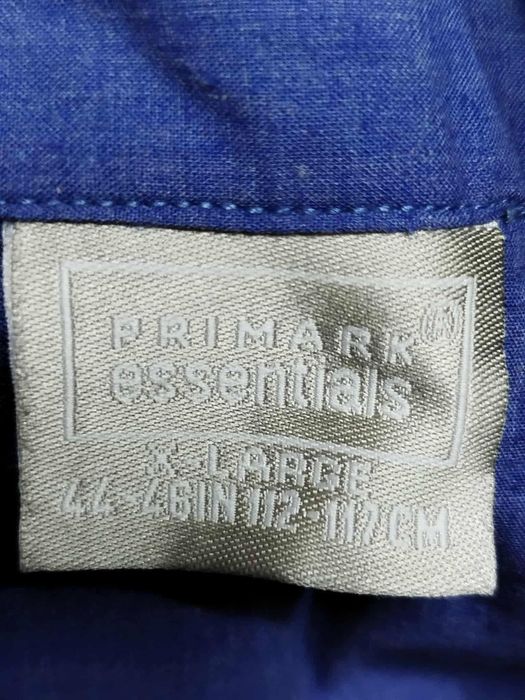 PRIMARK (R)
essentials
X-LARGE
44-46IN 112-117CM